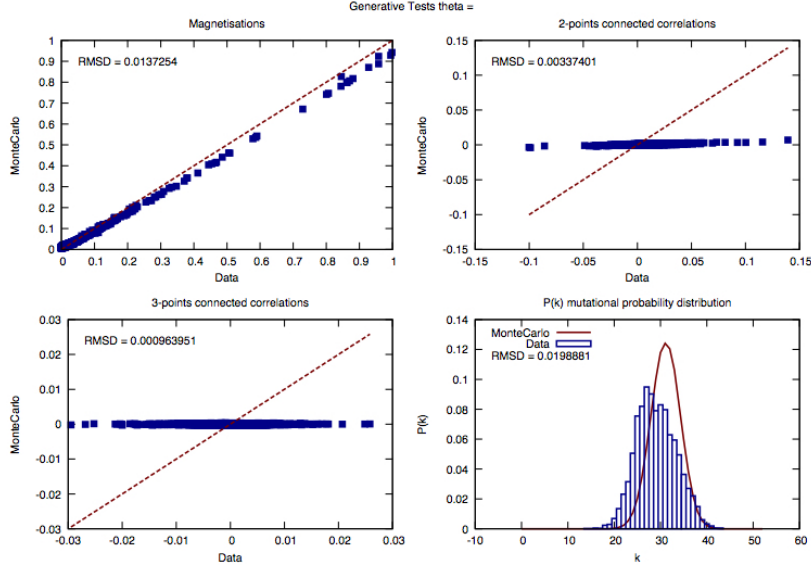 Generative Tests theta =
Magnetisations
RMSD = 0.0137254
1
0.9
0.8
0.7
0.6
0.5
0.4
0.3
0.2
0.1
0
MonteCarlo
0 0.1 0.2 0.3 0.4 0.5 0.6 0.7 0.8 0.9 1
Data
2-points connected correlations
RMSD = 0.00337401
0.15
0.1
0.05
0
-0.05
-0.1
-0.15
MonteCarlo
-0.15 -0.1 -0.05 0 0.05 0.1 0.15
Data
3-points connected correlations
RMSD = 0.000963951
0.03
0.02
0.01
0
-0.01
-0.02
-0.03
MonteCarlo
-0.03 -0.02 -0.01 0 0.01 0.02 0.03
Data
P(k) mutational probability distribution
MonteCarlo
Data
RMSD = 0.0198881
0.14
0.12
0.1
0.08
0.06
0.04
0.02
0
P(k)
-10 0 10 20 30 40 50 60
k